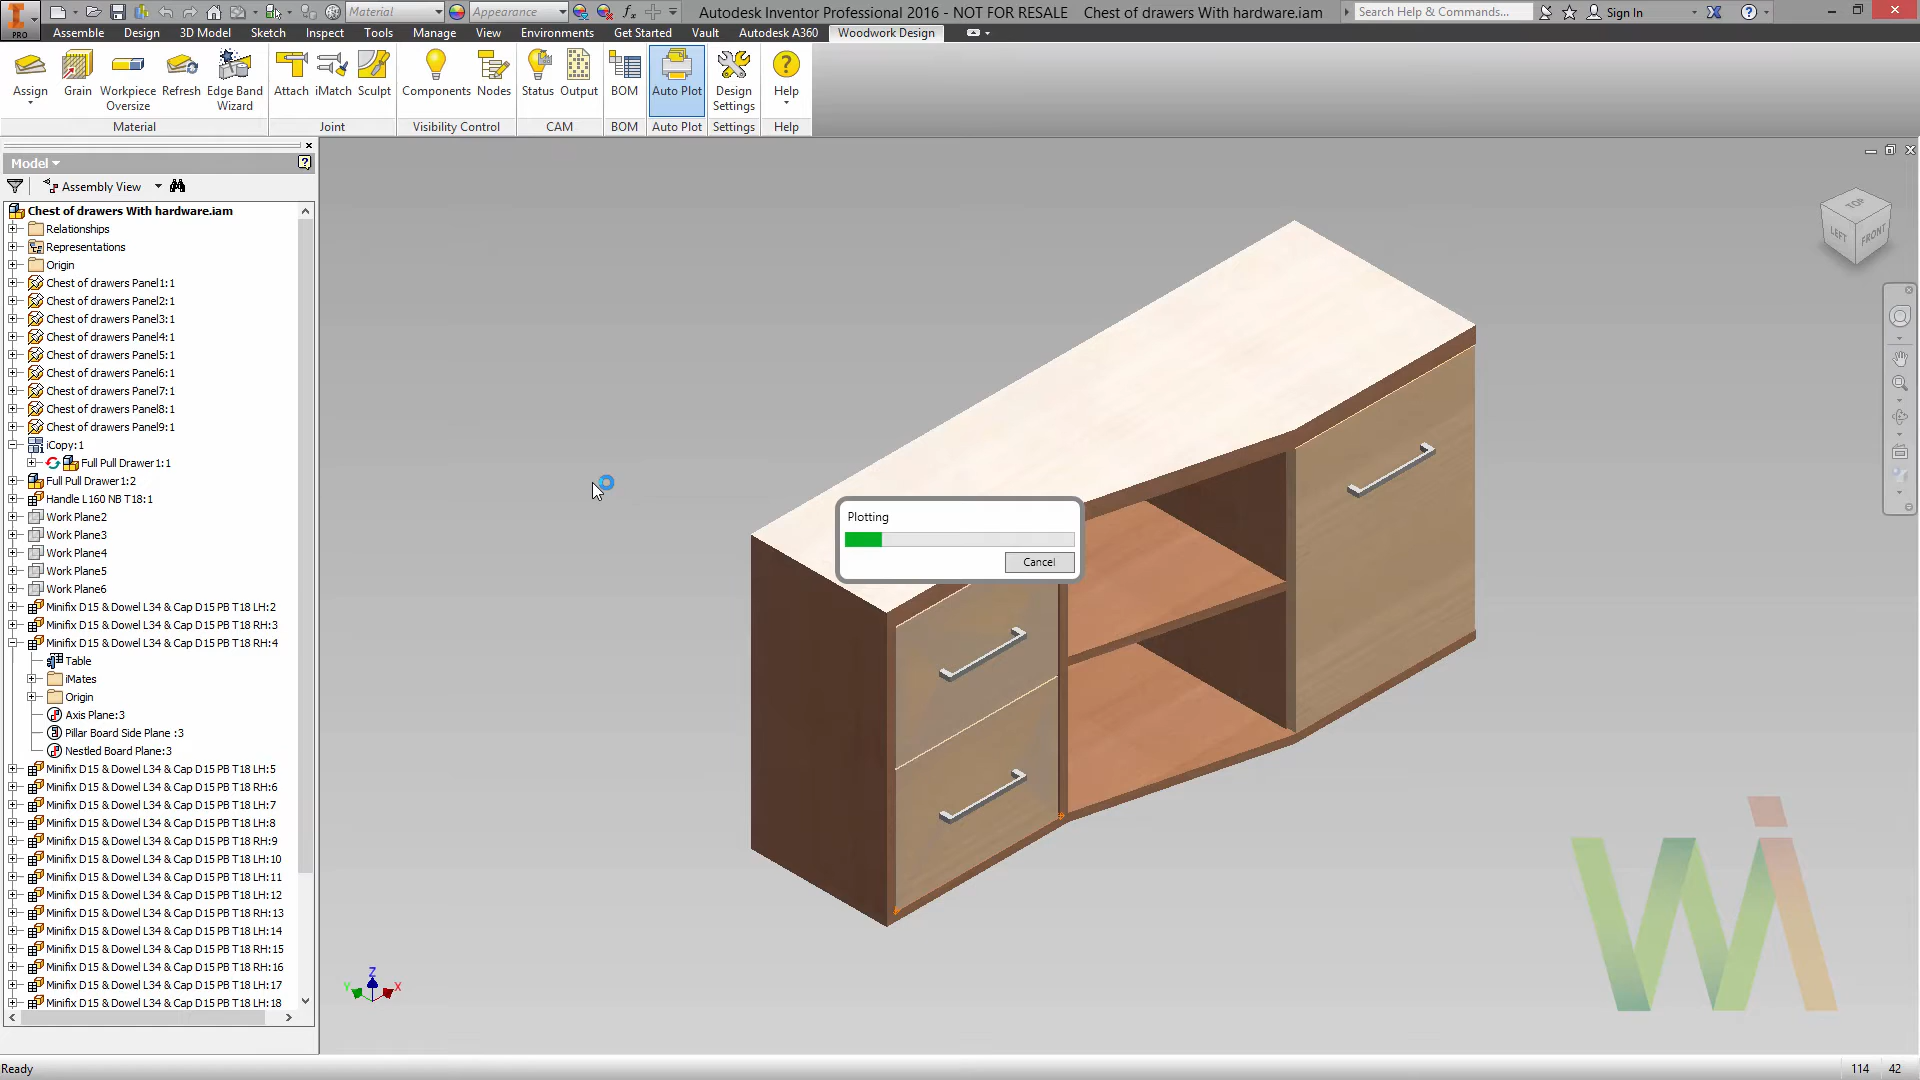 Material
Appearance
Autodesk Inventor Professional 2016 - NOT FOR RESALE
Chest of drawers With hardware.iam
Search Help & Commands...
Sign In
PRO
Assemble
Design
3D Model
Sketch
Inspect
Tools
Manage
View
Environments
Get Started
Vault
Autodesk A360
Woodwork Design
Assign
Grain
Workpiece Oversize
Refresh
Edge Band Wizard
Attach
iMatch
Sculpt
Components
Nodes
Status
Output
BOM
Auto Plot
Design Settings
Help
Material
Joint
Visibility Control
CAM
BOM
Auto Plot
Settings
Help
Model
Assembly View
Chest of drawers With hardware.iam
Relationships
Representations
Origin
Chest of drawers Panel1:1
Chest of drawers Panel2:1
Chest of drawers Panel3:1
Chest of drawers Panel4:1
Chest of drawers Panel5:1
Chest of drawers Panel6:1
Chest of drawers Panel7:1
Chest of drawers Panel8:1
Chest of drawers Panel9:1
iCopy:1
Full Pull Drawer1:1
Full Pull Drawer1:2
Handle L160 NB T18:1
Work Plane2
Work Plane3
Work Plane4
Work Plane5
Work Plane6
Minifix D15 & Dowel L34 & Cap D15 PB T18 LH:2
Minifix D15 & Dowel L34 & Cap D15 PB T18 RH:3
Minifix D15 & Dowel L34 & Cap D15 PB T18 RH:4
Table
iMates
Origin
Axis Plane:3
Pillar Board Side Plane :3
Nestled Board Plane:3
Minifix D15 & Dowel L34 & Cap D15 PB T18 LH:5
Minifix D15 & Dowel L34 & Cap D15 PB T18 RH:6
Minifix D15 & Dowel L34 & Cap D15 PB T18 LH:7
Minifix D15 & Dowel L34 & Cap D15 PB T18 LH:8
Minifix D15 & Dowel L34 & Cap D15 PB T18 RH:9
Minifix D15 & Dowel L34 & Cap D15 PB T18 LH:10
Minifix D15 & Dowel L34 & Cap D15 PB T18 LH:11
Minifix D15 & Dowel L34 & Cap D15 PB T18 LH:12
Minifix D15 & Dowel L34 & Cap D15 PB T18 RH:13
Minifix D15 & Dowel L34 & Cap D15 PB T18 LH:14
Minifix D15 & Dowel L34 & Cap D15 PB T18 RH:15
Minifix D15 & Dowel L34 & Cap D15 PB T18 RH:16
Minifix D15 & Dowel L34 & Cap D15 PB T18 LH:17
Minifix D15 & Dowel L34 & Cap D15 PB T18 LH:18
Plotting
Cancel
TOP
LEFT
FRONT
Z
Y
X
Wi
Ready
114
42